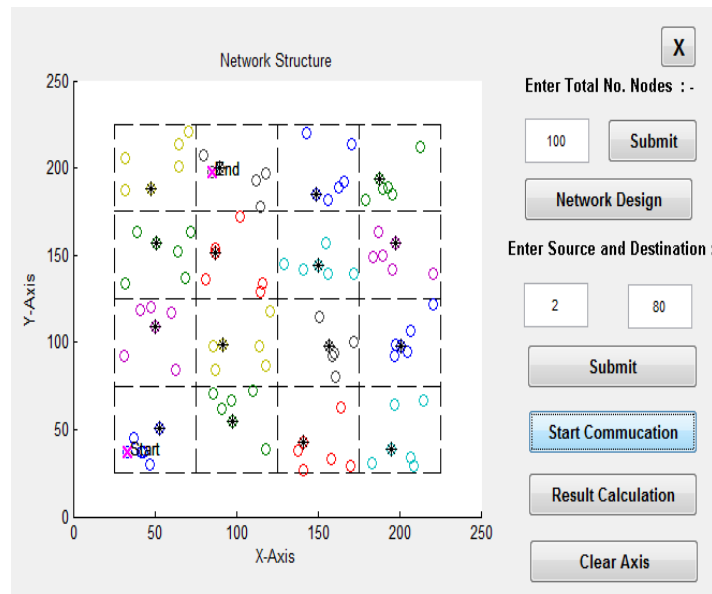 X
Network Structure
Enter Total No. Nodes : -
100
Submit
Network Design
Enter Source and Destination :
2
80
Submit
Start Commucation
Result Calculation
Clear Axis
250
200
150
100
50
0
Y-Axis
End
Start
0
50
100
150
200
250
X-Axis